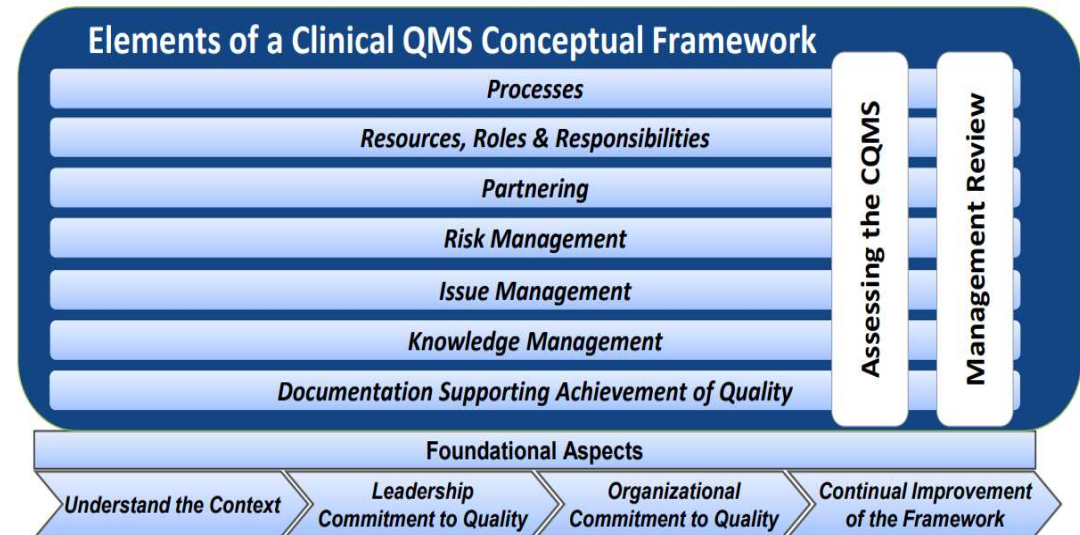 Elements of a Clinical QMS Conceptual Framework
Processes
Resources, Roles & Responsibilities
Partnering
Risk Management
Issue Management
Knowledge Management
Documentation Supporting Achievement of Quality
Assessing the CQMS
Management Review
Foundational Aspects
Understand the Context
Leadership
Commitment to Quality
Organizational
Commitment to Quality
Continual Improvement
of the Framework